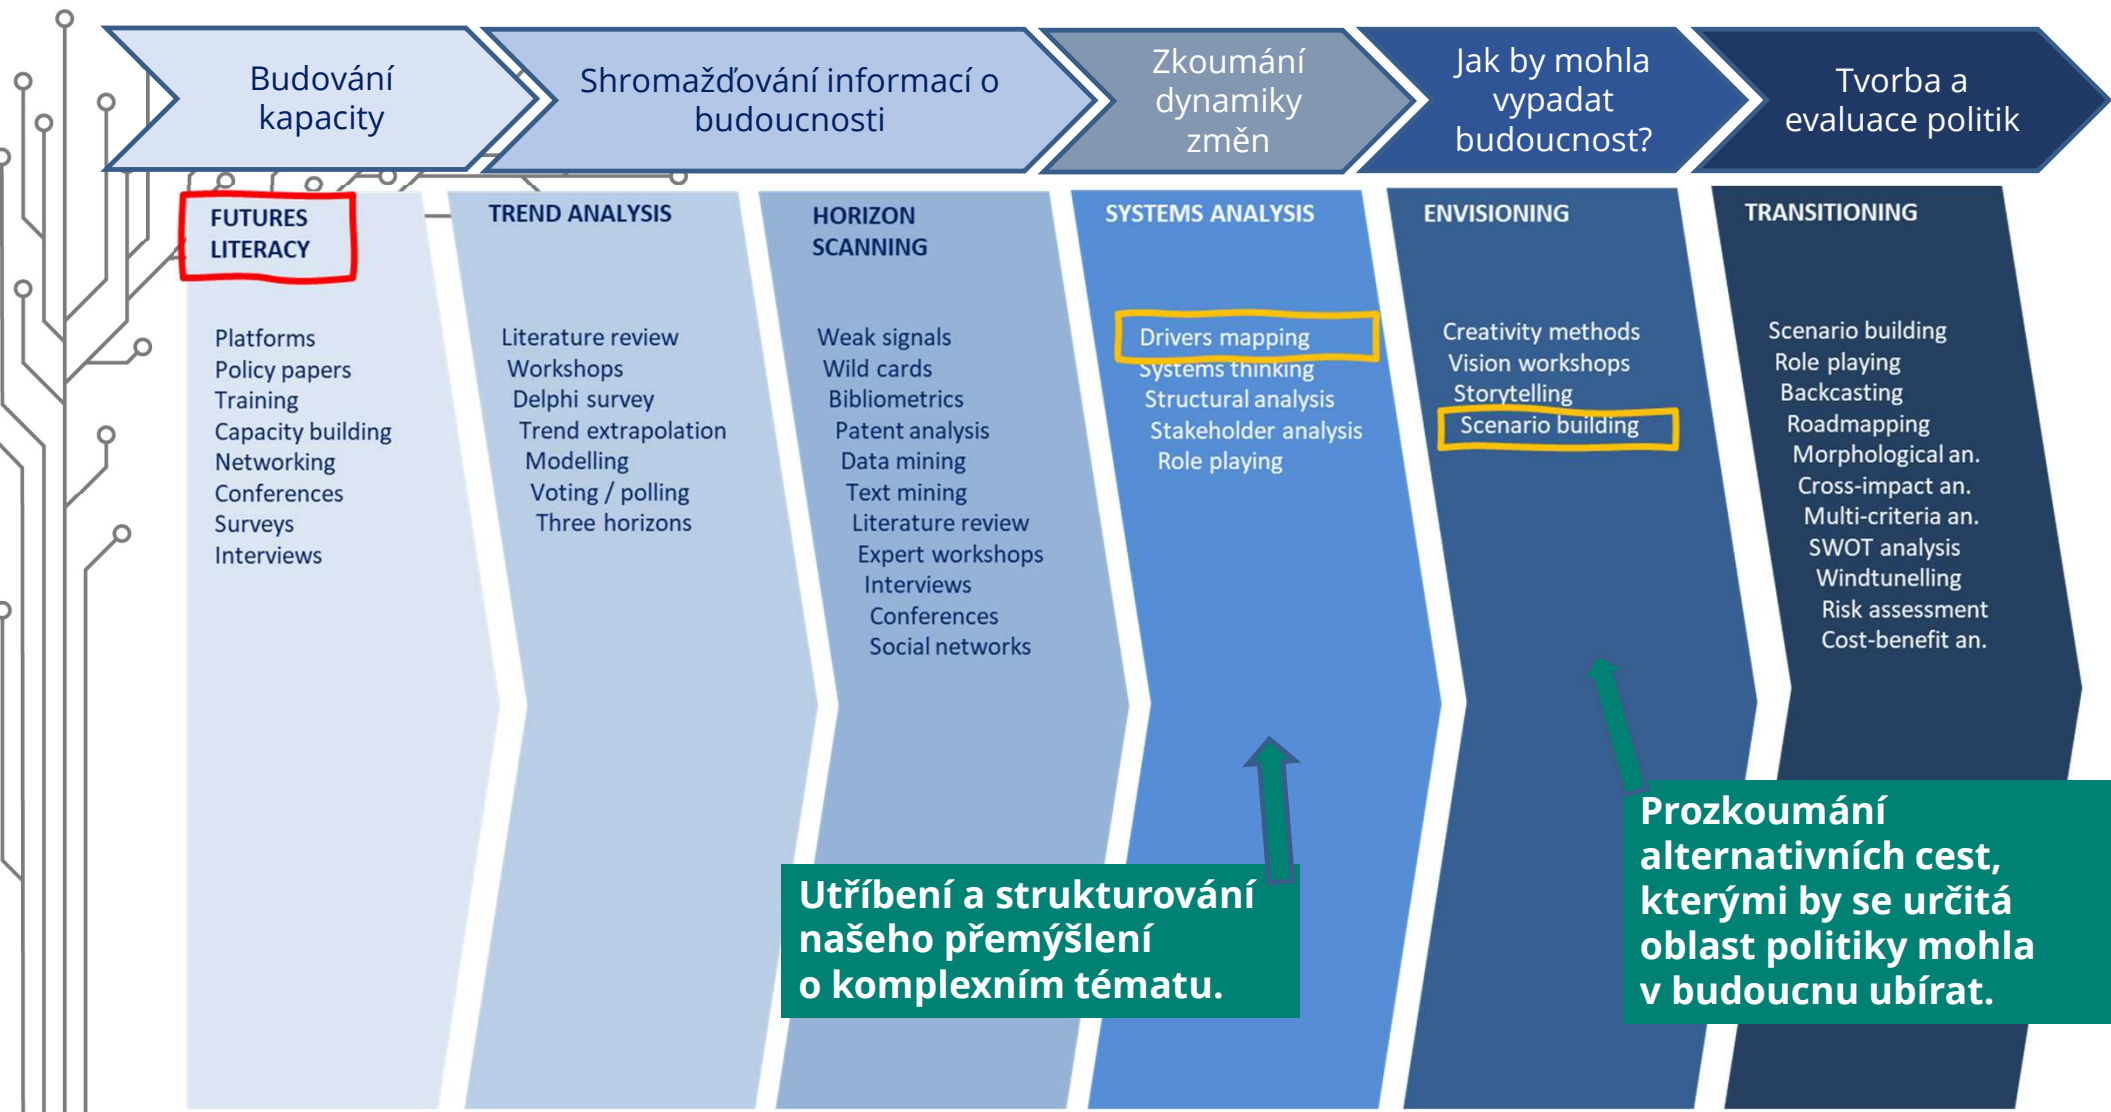 Budování
kapacity
Shromažďování informací o
budoucnosti
Zkoumání
dynamiky
změn
Jak by mohla
vypadat
budoucnost?
Tvorba a
evaluace politik
FUTURES
LITERACY
Platforms
Policy papers
Training
Capacity building
Networking
Conferences
Surveys
Interviews
TREND ANALYSIS
Literature review
Workshops
Delphi survey
Trend extrapolation
Modelling
Voting / polling
Three horizons
HORIZON
SCANNING
Weak signals
Wild cards
Bibliometrics
Patent analysis
Data mining
Text mining
Literature review
Expert workshops
Interviews
Conferences
Social networks
SYSTEMS ANALYSIS
Drivers mapping
Systems thinking
Structural analysis
Stakeholder analysis
Role playing
ENVISIONING
Creativity methods
Vision workshops
Storytelling
Scenario building
TRANSITIONING
Scenario building
Role playing
Backcasting
Roadmapping
Morphological an.
Cross-impact an.
Multi-criteria an.
SWOT analysis
Windtunelling
Risk assessment
Cost-benefit an.
Utříbení a strukturování
našeho přemýšlení
o komplexním tématu.
Prozkoumání
alternativních cest,
kterými by se určitá
oblast politiky mohla
v budoucnu ubírat.